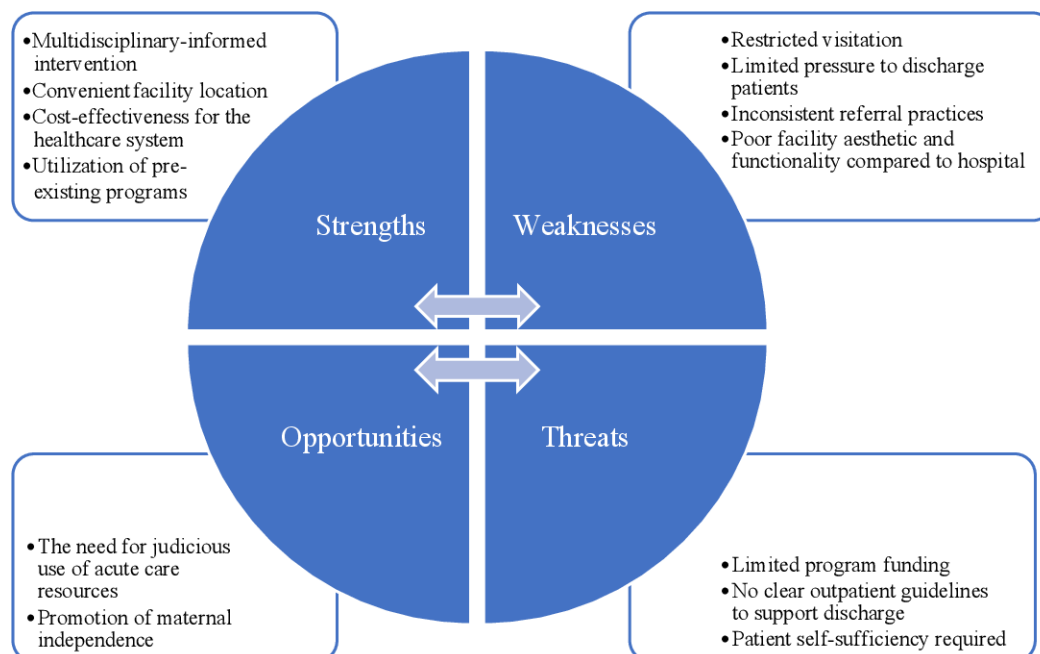 •Multidisciplinary-informed
intervention
•Convenient facility location
•Cost-effectiveness for the
healthcare system
•Utilization of pre-
existing programs
•Restricted visitation
•Limited pressure to discharge
patients
•Inconsistent referral practices
•Poor facility aesthetic and
functionality compared to hospital
Strengths
Weaknesses
Opportunities
Threats
•The need for judicious
use of acute care
resources
•Promotion of maternal
independence
•Limited program funding
•No clear outpatient guidelines
to support discharge
•Patient self-sufficiency required